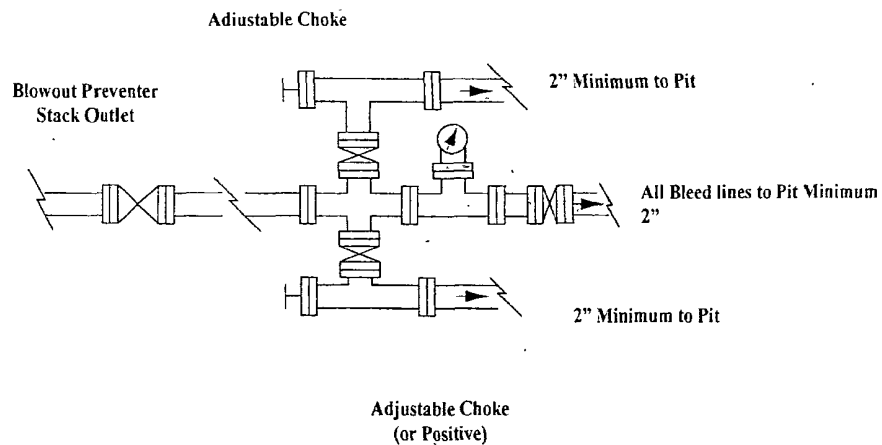 Adjustable Choke
Blowout Preventer
Stack Outlet
2" Minimum to Pit
All Bleed lines to Pit Minimum
2"
2" Minimum to Pit
Adjustable Choke
(or Positive)